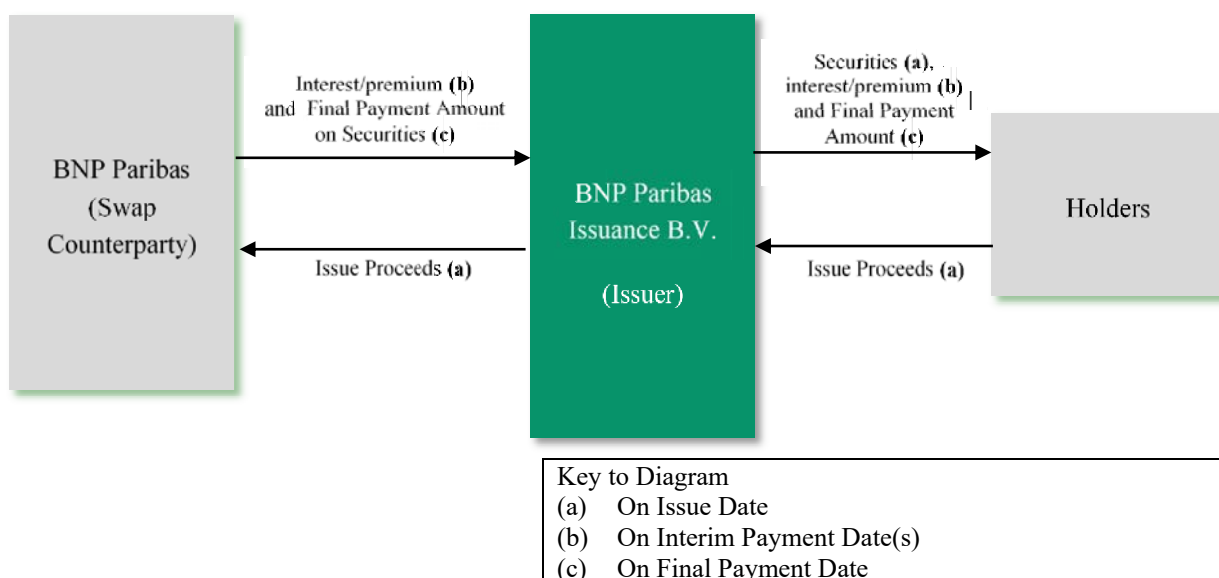 BNP Paribas
(Swap
Counterparty)
Interest/premium (b)
and Final Payment Amount
on Securities (c)
Issue Proceeds (a)
BNP Paribas
Issuance B.V.
(Issuer)
Securities (a),
interest/premium (b)
and Final Payment
Amount (c)
Issue Proceeds (a)
Holders
Key to Diagram
(a) On Issue Date
(b) On Interim Payment Date(s)
(c) On Final Payment Date